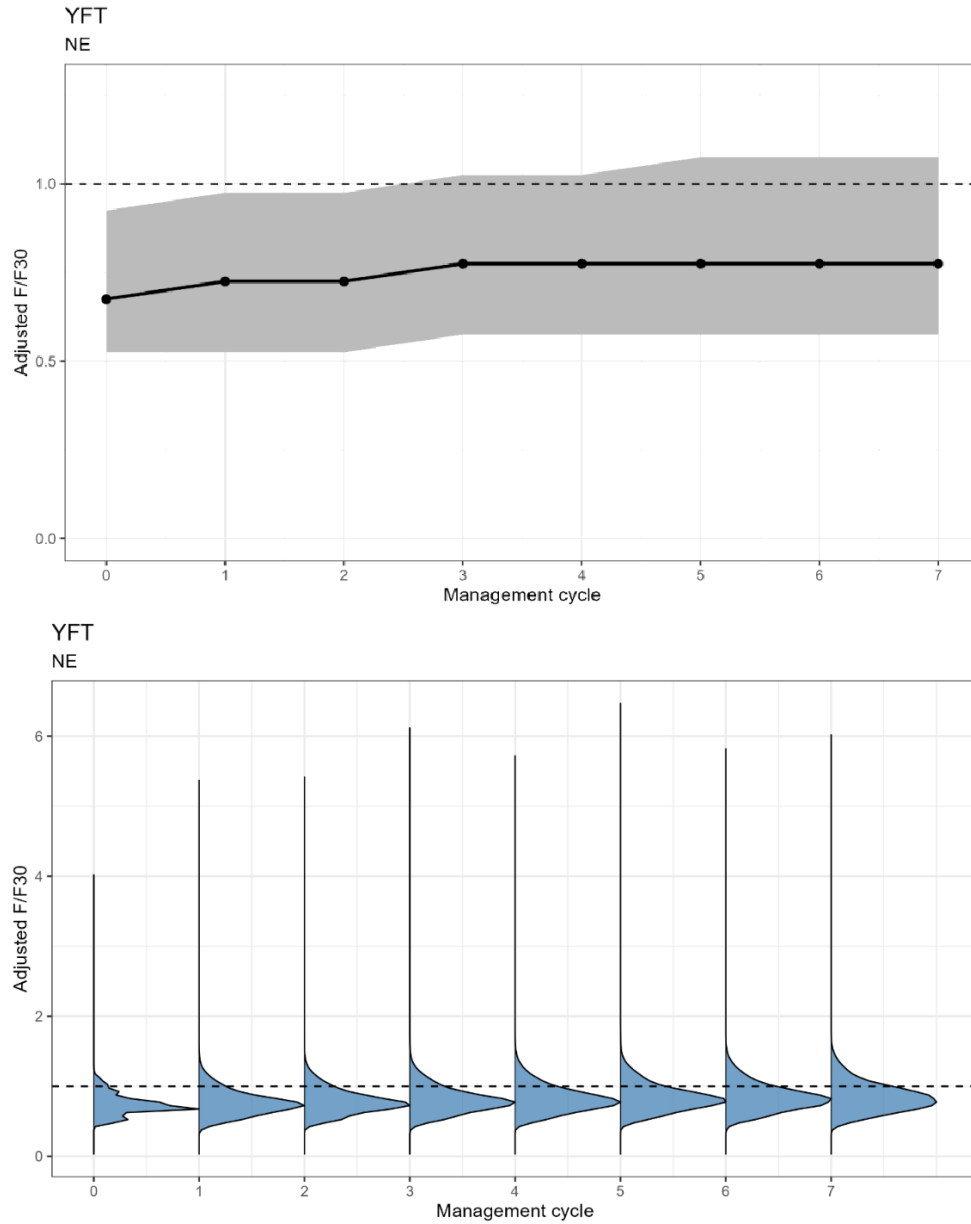 YFT
NE
1.0
0.5
0.0
Adjusted F/F30
0 1 2 3 4 5 6 7
Management cycle
YFT
NE
6
4
2
0
Adjusted F/F30
0 1 2 3 4 5 6 7
Management cycle